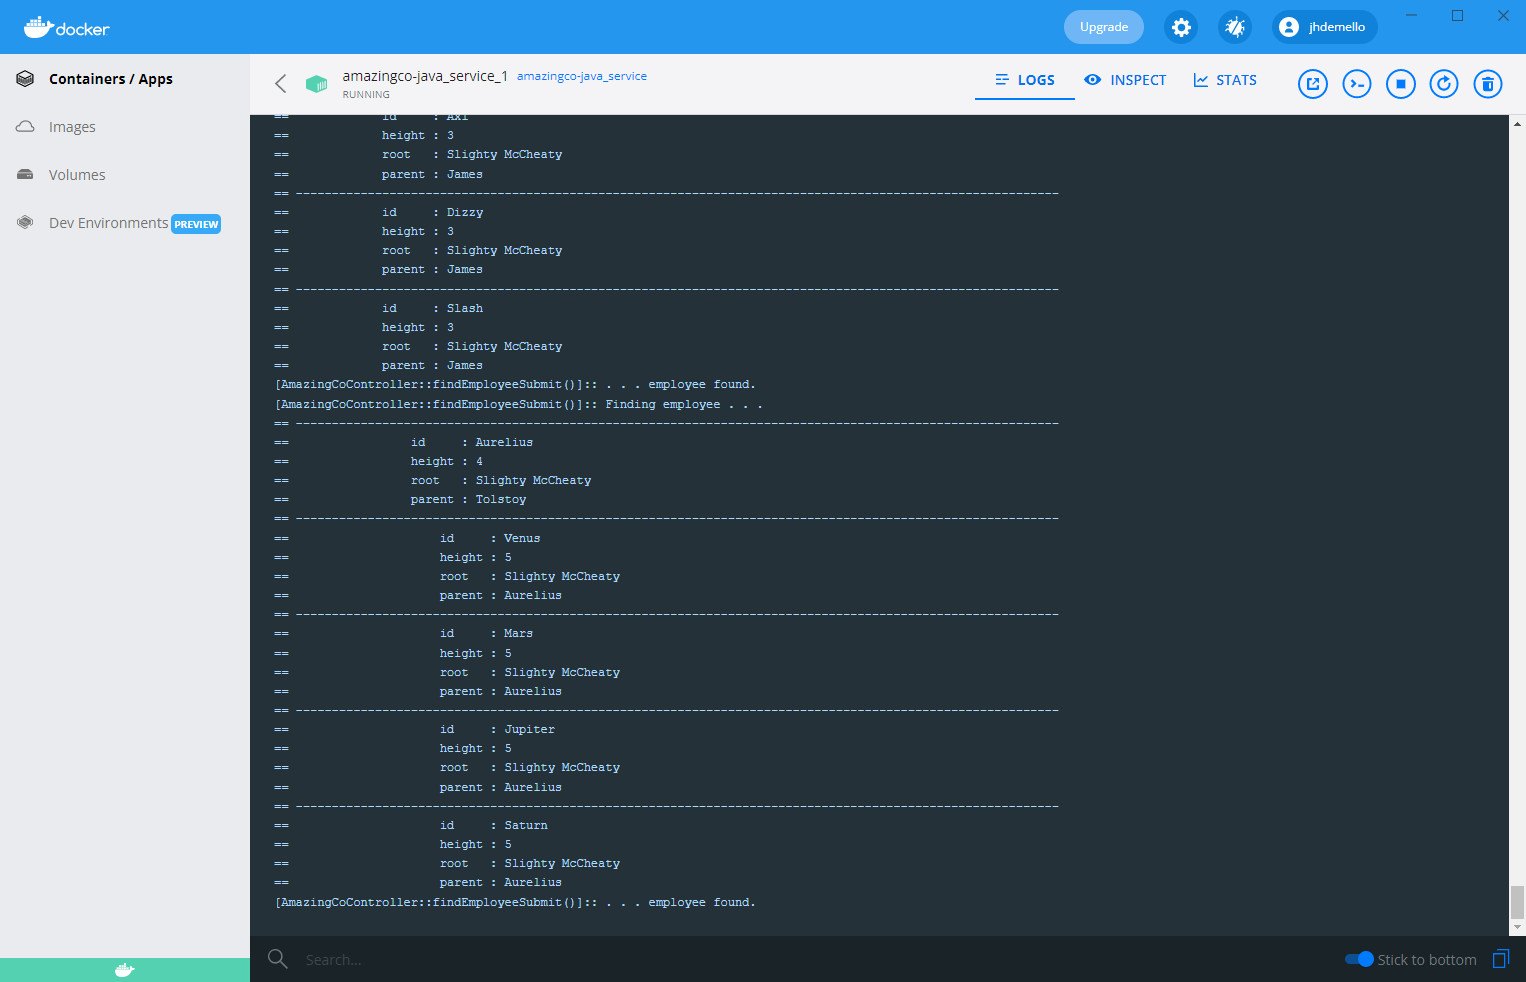 docker
Upgrade
jhdemello
Containers / Apps
Images
Volumes
Dev Environments PREVIEW
amazingco-java_service_1 amazingco-java_service
RUNNING
LOGS INSPECT STATS
== id : Axl
== height : 3
== root : Slighty McCheaty
== parent : James
== ----------------------------------------------------------------------------------------------------------
== id : Dizzy
== height : 3
== root : Slighty McCheaty
== parent : James
== ----------------------------------------------------------------------------------------------------------
== id : Slash
== height : 3
== root : Slighty McCheaty
== parent : James
[AmazingCoController::findEmployeeSubmit()]:: . . . employee found.
[AmazingCoController::findEmployeeSubmit()]:: Finding employee . . .
== ----------------------------------------------------------------------------------------------------------
== id : Aurelius
== height : 4
== root : Slighty McCheaty
== parent : Tolstoy
== ----------------------------------------------------------------------------------------------------------
== id : Venus
== height : 5
== root : Slighty McCheaty
== parent : Aurelius
== ----------------------------------------------------------------------------------------------------------
== id : Mars
== height : 5
== root : Slighty McCheaty
== parent : Aurelius
== ----------------------------------------------------------------------------------------------------------
== id : Jupiter
== height : 5
== root : Slighty McCheaty
== parent : Aurelius
== ----------------------------------------------------------------------------------------------------------
== id : Saturn
== height : 5
== root : Slighty McCheaty
== parent : Aurelius
[AmazingCoController::findEmployeeSubmit()]:: . . . employee found.
Search...
Stick to bottom